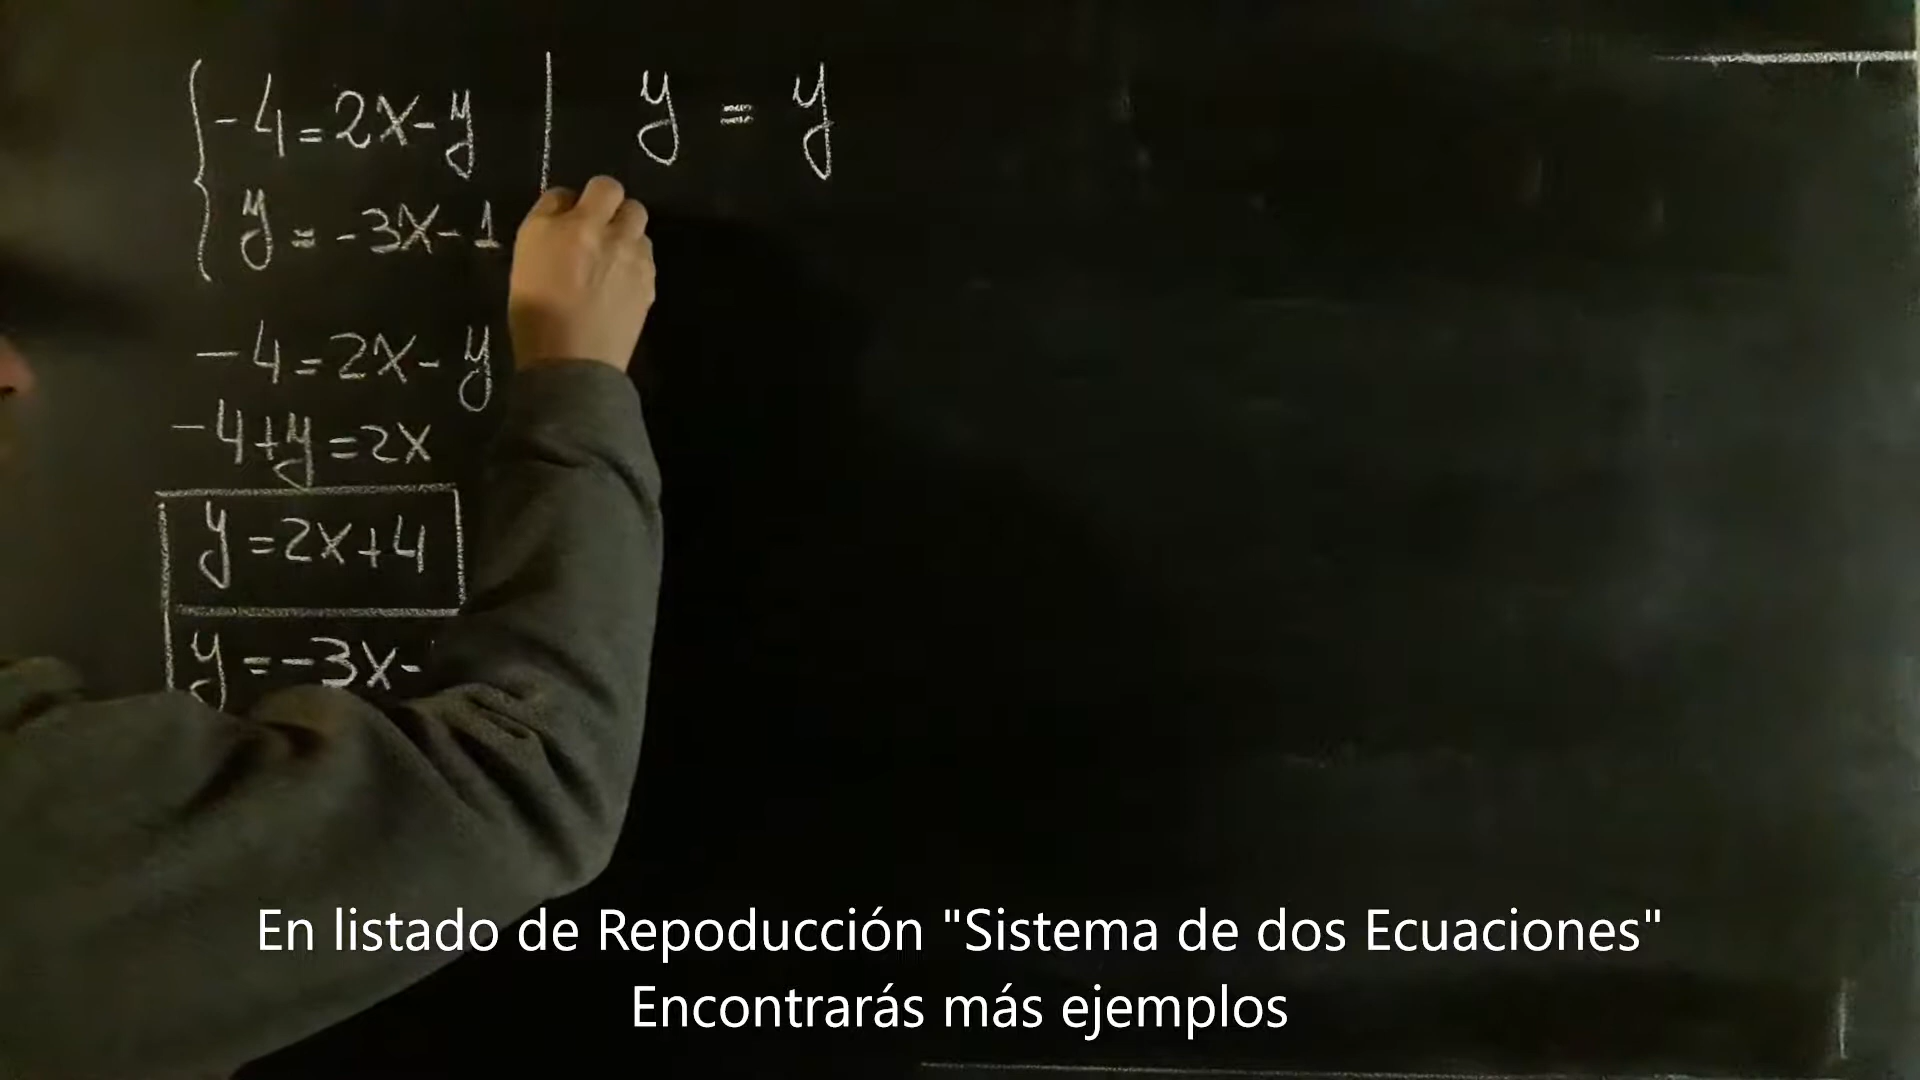 -4=2x-y
y=-3x-1
-4=2x-y
-4+y=2x
y=2x+4
y=-3x-
y=y
En listado de Repoducción "Sistema de dos Ecuaciones"
Encontrarás más ejemplos